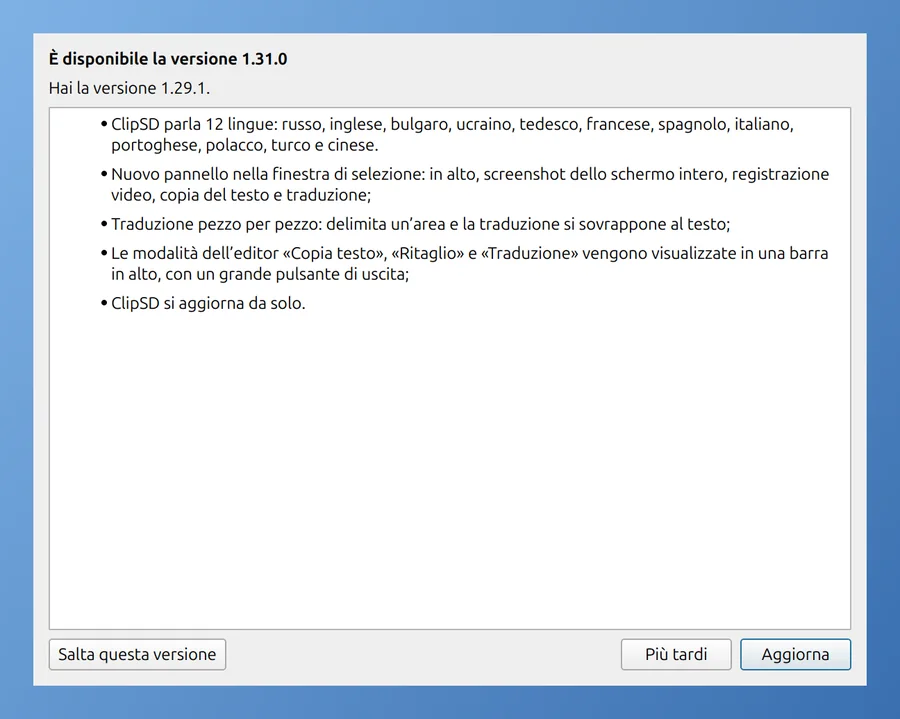 È disponibile la versione 1.31.0
Hai la versione 1.29.1.
• ClipSD parla 12 lingue: russo, inglese, bulgaro, ucraino, tedesco, francese, spagnolo, italiano,
portoghese, polacco, turco e cinese.
• Nuovo pannello nella finestra di selezione: in alto, screenshot dello schermo intero, registrazione
video, copia del testo e traduzione;
• Traduzione pezzo per pezzo: delimita un’area e la traduzione si sovrappone al testo;
• Le modalità dell’editor «Copia testo», «Ritaglio» e «Traduzione» vengono visualizzate in una barra
in alto, con un grande pulsante di uscita;
• ClipSD si aggiorna da solo.
Salta questa versione
Più tardi
Aggiorna